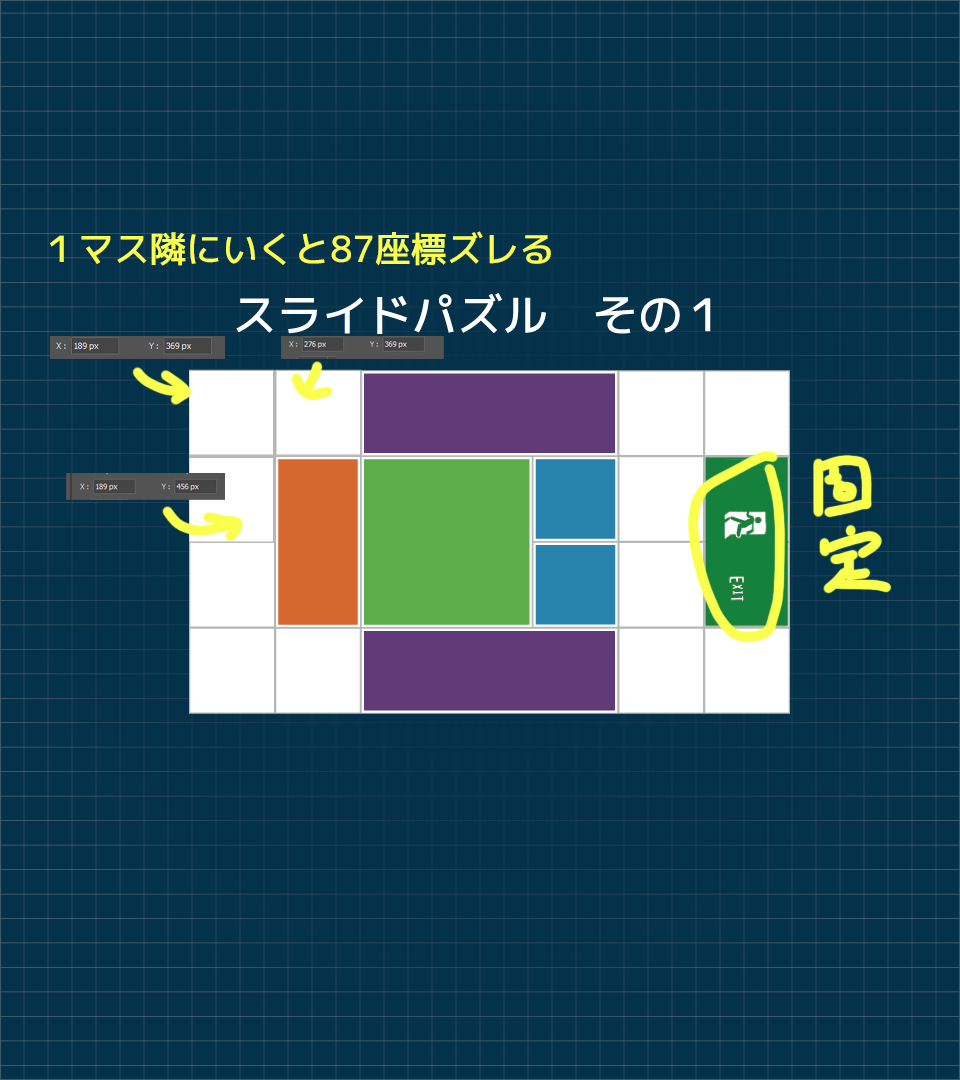 １マス隣にいくと87座標ズレる
スライドパズル　その１
X： 189 px　Y： 369 px
X： 276 px　Y： 369 px
X： 189 px　Y： 456 px
固定
EXIT